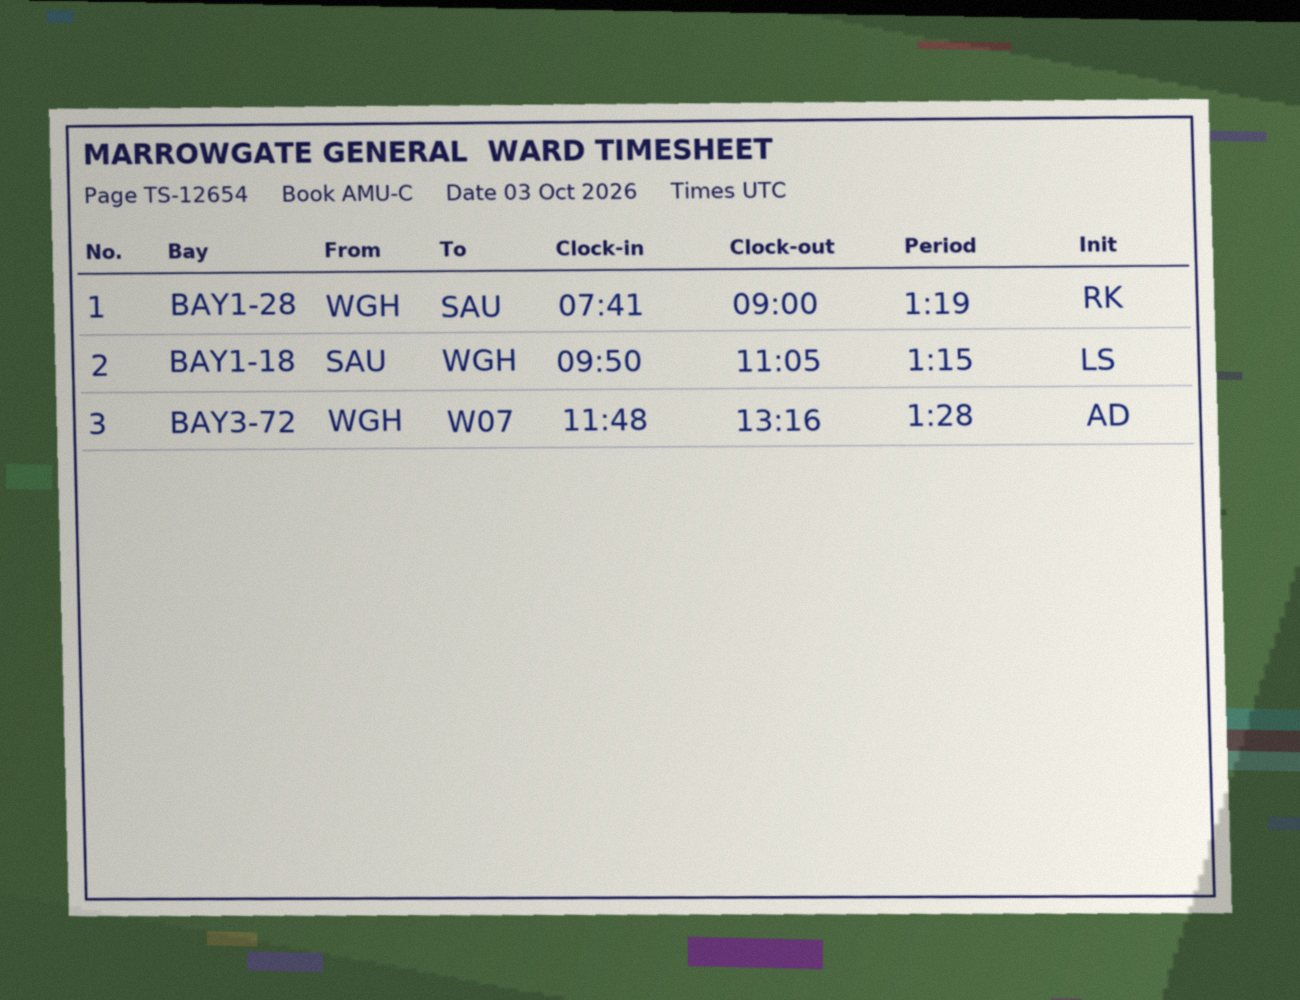 MARROWGATE GENERAL WARD TIMESHEET
Page TS-12654 Book AMU-C Date 03 Oct 2026 Times UTC
No. Bay From To Clock-in Clock-out Period Init
1 BAY1-28 WGH SAU 07:41 09:00 1:19 RK
2 BAY1-18 SAU WGH 09:50 11:05 1:15 LS
3 BAY3-72 WGH W07 11:48 13:16 1:28 AD